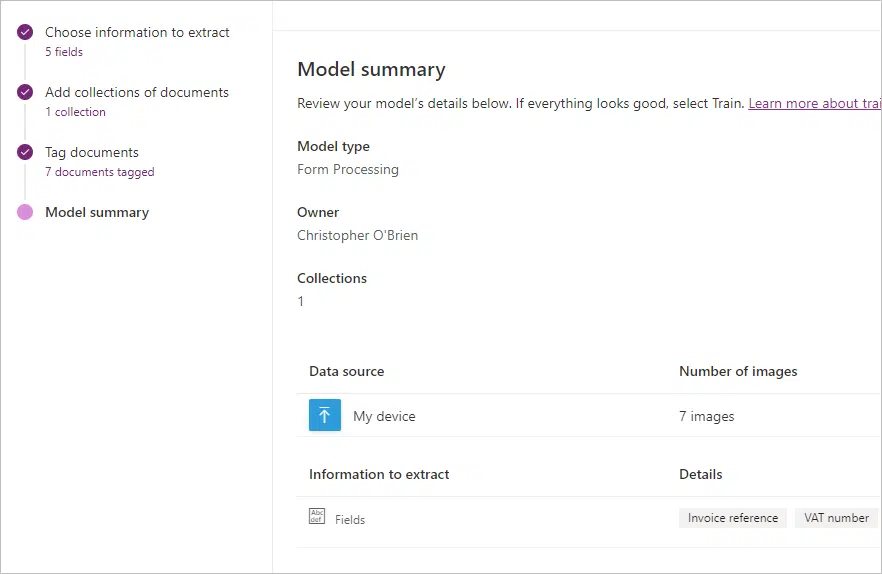 Choose information to extract
5 fields
Add collections of documents
1 collection
Tag documents
7 documents tagged
Model summary
Model summary
Review your model’s details below. If everything looks good, select Train. Learn more about trai
Model type
Form Processing
Owner
Christopher O'Brien
Collections
1
Data source Number of images
My device 7 images
Information to extract Details
Abc
def
Fields Invoice reference VAT number